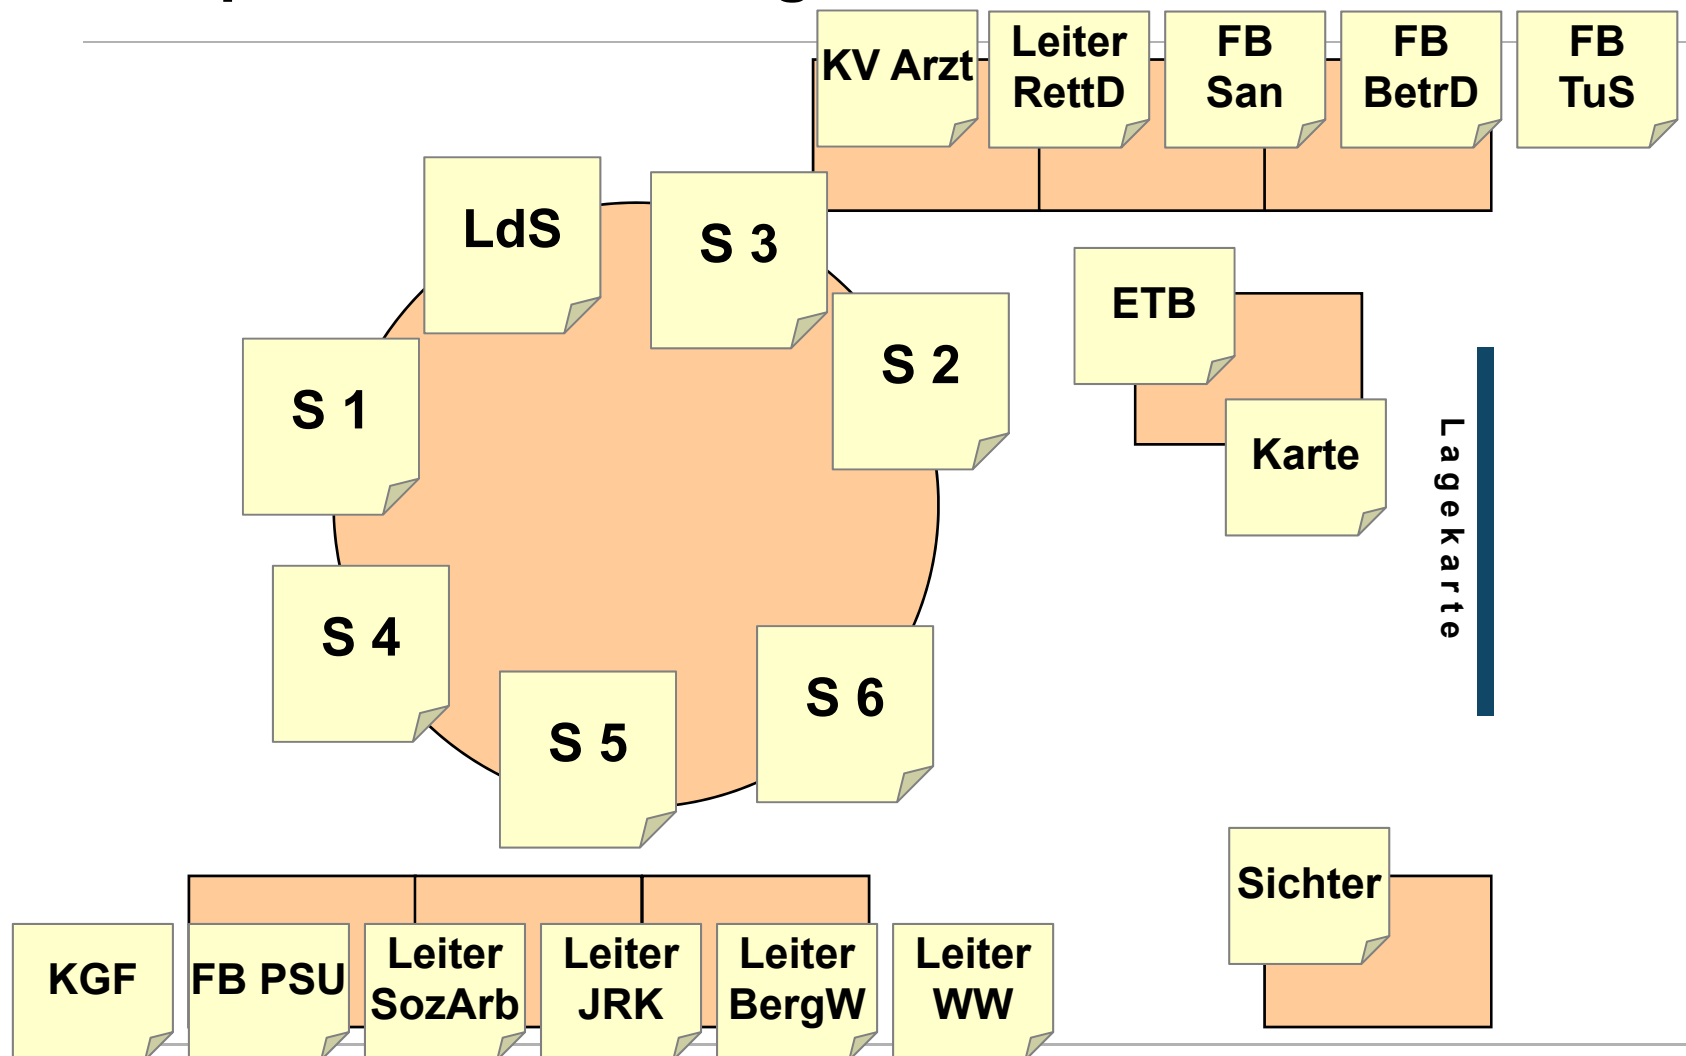 KV Arzt
Leiter
RettD
FB
San
FB
BetrD
FB
TuS
LdS
S 3
S 2
ETB
S 1
Karte
Lagekarte
S 4
S 6
S 5
Sichter
KGF
FB PSU
Leiter
SozArb
Leiter
JRK
Leiter
BergW
Leiter
WW